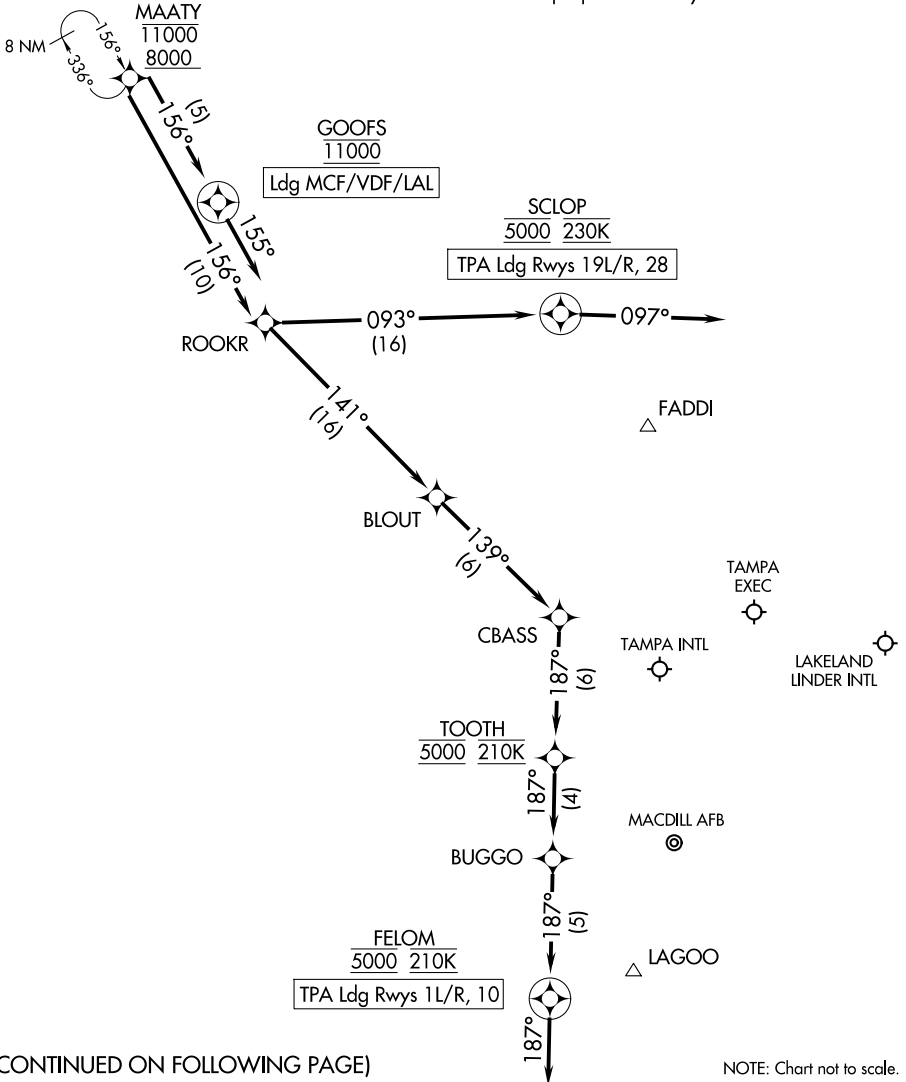 MAATY
11000
8000
8 NM
156°
336°
(5)
156°
GOOFS
11000
Ldg MCF/VDF/LAL
155°
156°
(10)
SCLOP
5000 230K
TPA Ldg Rwys 19L/R, 28
093°
(16)
097°
ROOKR
141°
(16)
FADDI
BLOUT
139°
(6)
TAMPA
EXEC
CBASS
TAMPA INTL
LAKELAND
LINDER INTL
187°
(6)
TOOTH
5000 210K
187°
(4)
MACDILL AFB
BUGGO
187°
(5)
FELOM
5000 210K
TPA Ldg Rwys 1L/R, 10
LAGOO
187°
CONTINUED ON FOLLOWING PAGE)
NOTE: Chart not to scale.